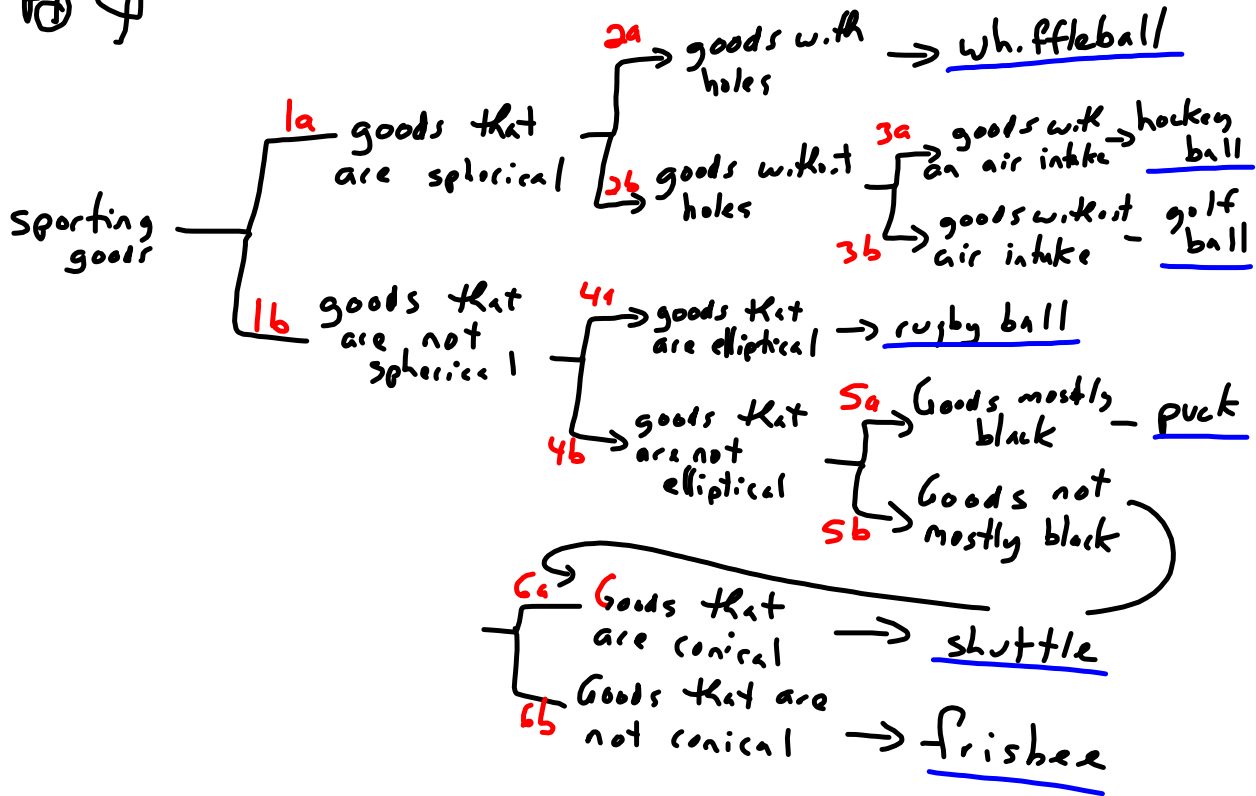 sporting
goods
1a
goods that
are spherical
1b
goods that
are not
spherical
2a
goods with
holes
whiffleball
2b
goods without
holes
3a
goods with
an air intake
hockey
ball
3b
goods without
air intake
golf
ball
4a
goods that
are elliptical
rugby ball
4b
goods that
are not
elliptical
5a
Goods mostly
black
puck
5b
Goods not
mostly black
6a
Goods that
are conical
shuttle
6b
Goods that are
not conical
frisbee